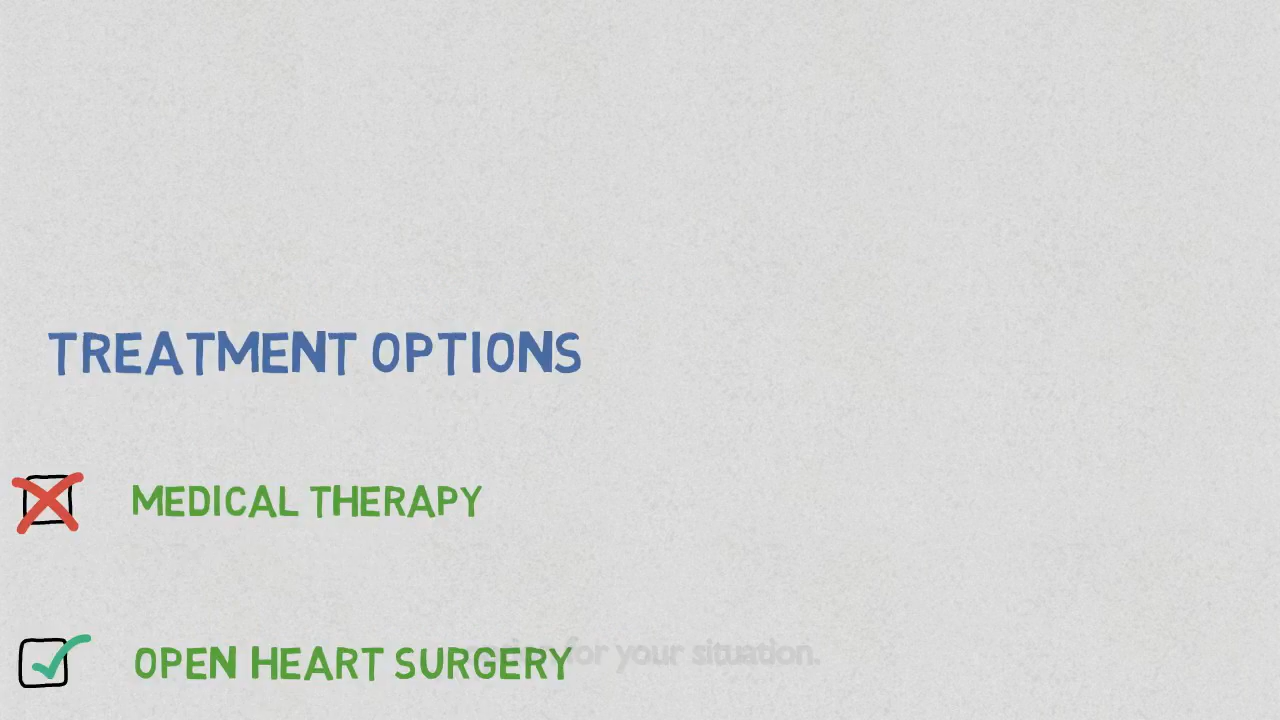 TREATMENT OPTIONS
MEDICAL THERAPY
OPEN HEART SURGERY
for your situation.